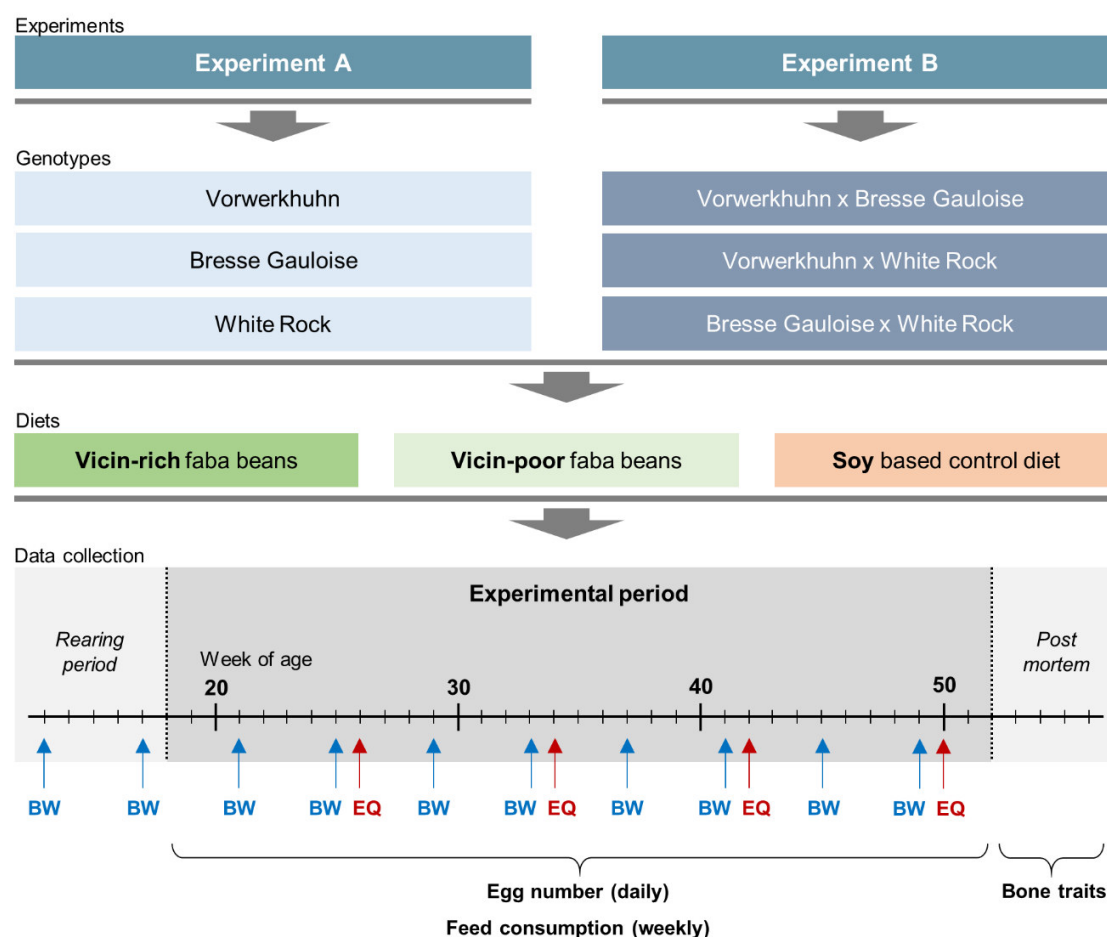 Experiments
Experiment A
Experiment B
Genotypes
Vorwerkhuhn
Vorwerkhuhn x Bresse Gauloise
Bresse Gauloise
Vorwerkhuhn x White Rock
White Rock
Bresse Gauloise x White Rock
Diets
Vicin-rich faba beans
Vicin-poor faba beans
Soy based control diet
Data collection
Experimental period
Rearing
period
Post
mortem
Week of age
20
30
40
50
BW
BW
BW
BW
EQ
BW
BW
EQ
BW
BW
EQ
BW
BW
EQ
Egg number (daily)
Bone traits
Feed consumption (weekly)